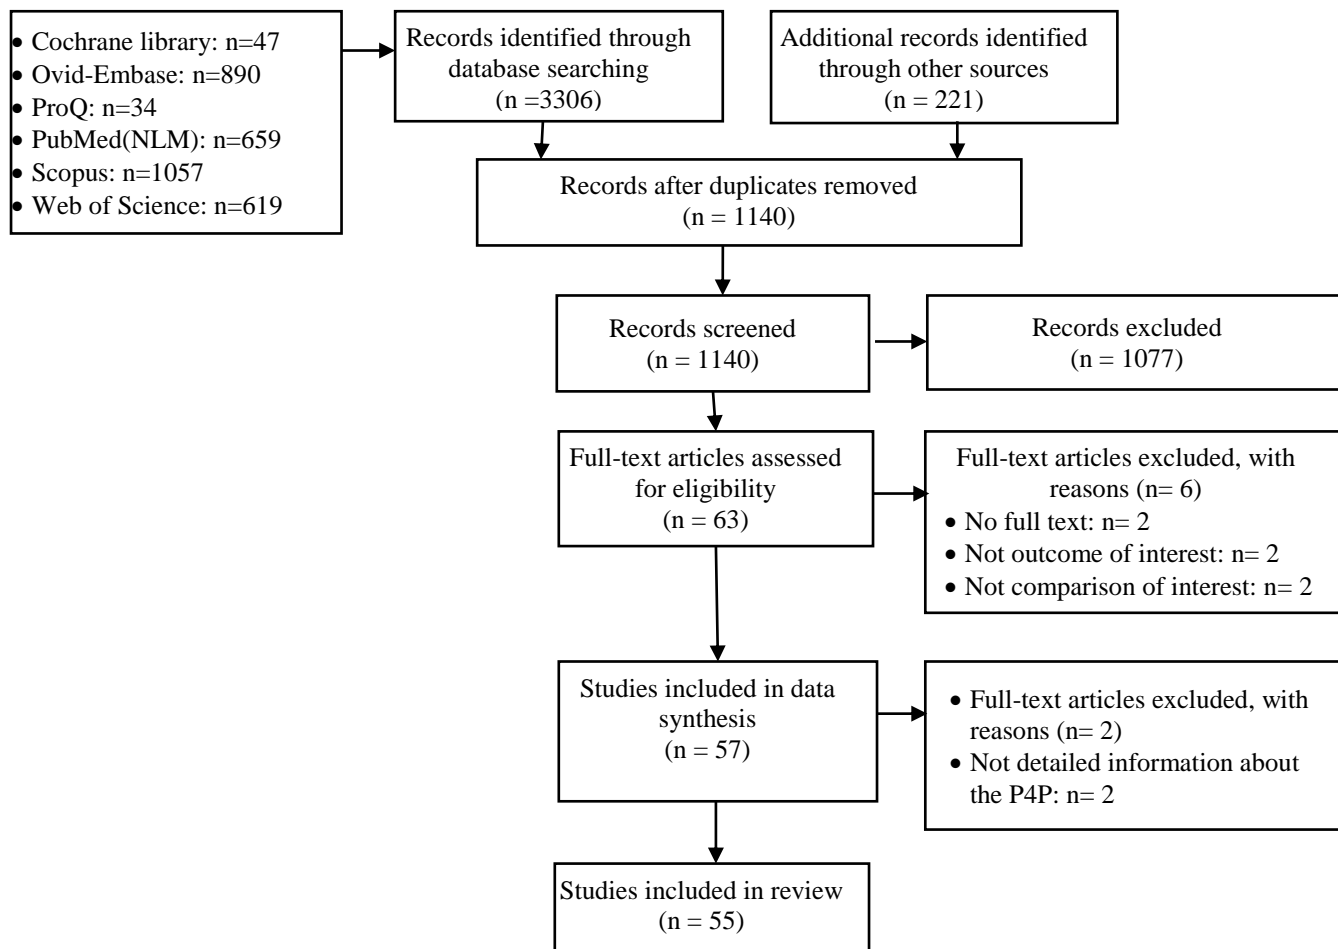 • Cochrane library: n=47
• Ovid-Embase: n=890
• ProQ: n=34
• PubMed(NLM): n=659
• Scopus: n=1057
• Web of Science: n=619
Records identified through
database searching
(n =3306)
Additional records identified
through other sources
(n = 221)
Records after duplicates removed
(n = 1140)
Records screened
(n = 1140)
Records excluded
(n = 1077)
Full-text articles assessed
for eligibility
(n = 63)
Full-text articles excluded, with
reasons (n= 6)
• No full text: n= 2
• Not outcome of interest: n= 2
• Not comparison of interest: n= 2
Studies included in data
synthesis
(n = 57)
• Full-text articles excluded, with
reasons (n= 2)
• Not detailed information about
the P4P: n= 2
Studies included in review
(n = 55)